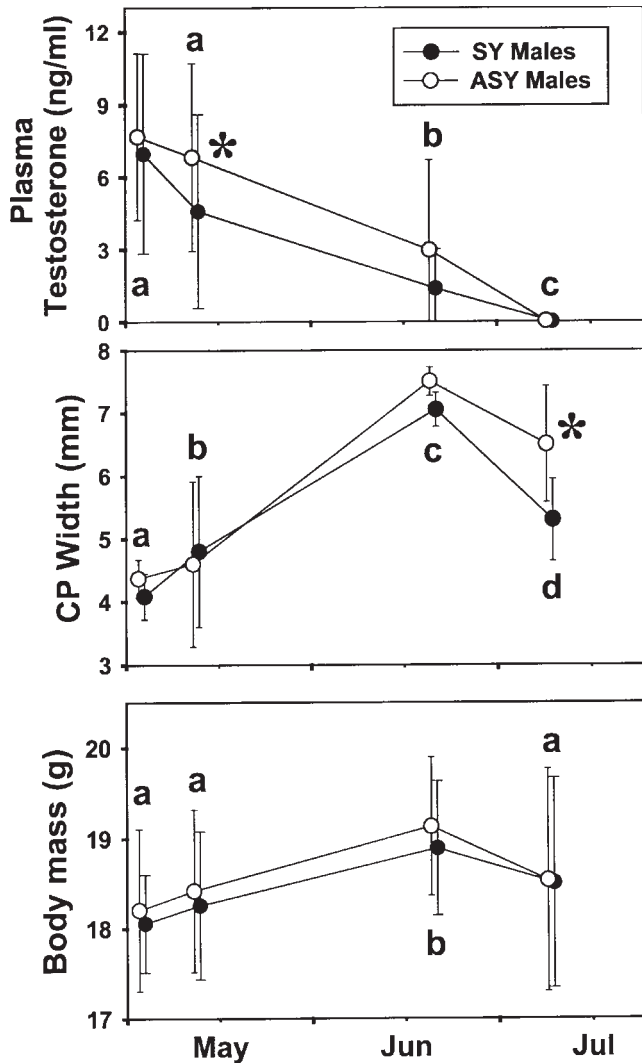 12
9
6
3
0
Plasma
Testosterone (ng/ml)
SY Males
ASY Males
a
a
*
b
c
8
7
6
5
4
3
CP Width (mm)
a
b
c
*
d
20
19
18
17
Body mass (g)
a
a
b
a
May Jun Jul